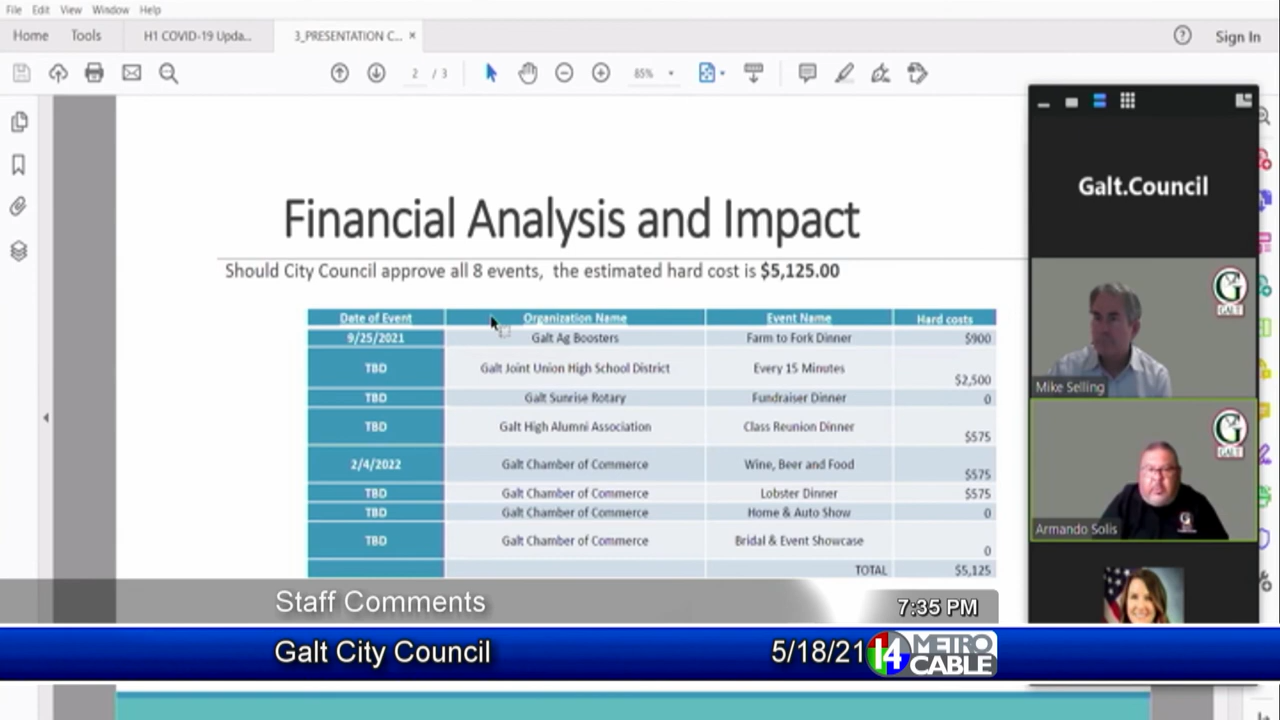 File Edit View Window Help
Home Tools H1 COVID-19 Upda... 3_PRESENTATION C... × Sign In
2 / 3 85%
Galt.Council
Financial Analysis and Impact
Should City Council approve all 8 events, the estimated hard cost is $5,125.00
Date of Event Organization Name Event Name Hard costs
9/25/2021 Galt Ag Boosters Farm to Fork Dinner $900
TBD Galt Joint Union High School District Every 15 Minutes $2,500
TBD Galt Sunrise Rotary Fundraiser Dinner 0
TBD Galt High Alumni Association Class Reunion Dinner $575
2/4/2022 Galt Chamber of Commerce Wine, Beer and Food $575
TBD Galt Chamber of Commerce Lobster Dinner $575
TBD Galt Chamber of Commerce Home & Auto Show 0
TBD Galt Chamber of Commerce Bridal & Event Showcase 0
TOTAL $5,125
G GALT
Mike Selling
G GALT
Armando Solis
Staff Comments 7:35 PM
Galt City Council 5/18/21 14 METRO CABLE